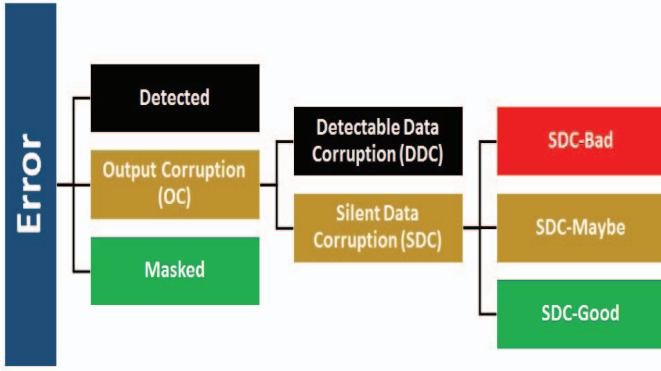 Error
Detected
Output Corruption
(OC)
Masked
Detectable Data
Corruption (DDC)
Silent Data
Corruption (SDC)
SDC-Bad
SDC-Maybe
SDC-Good